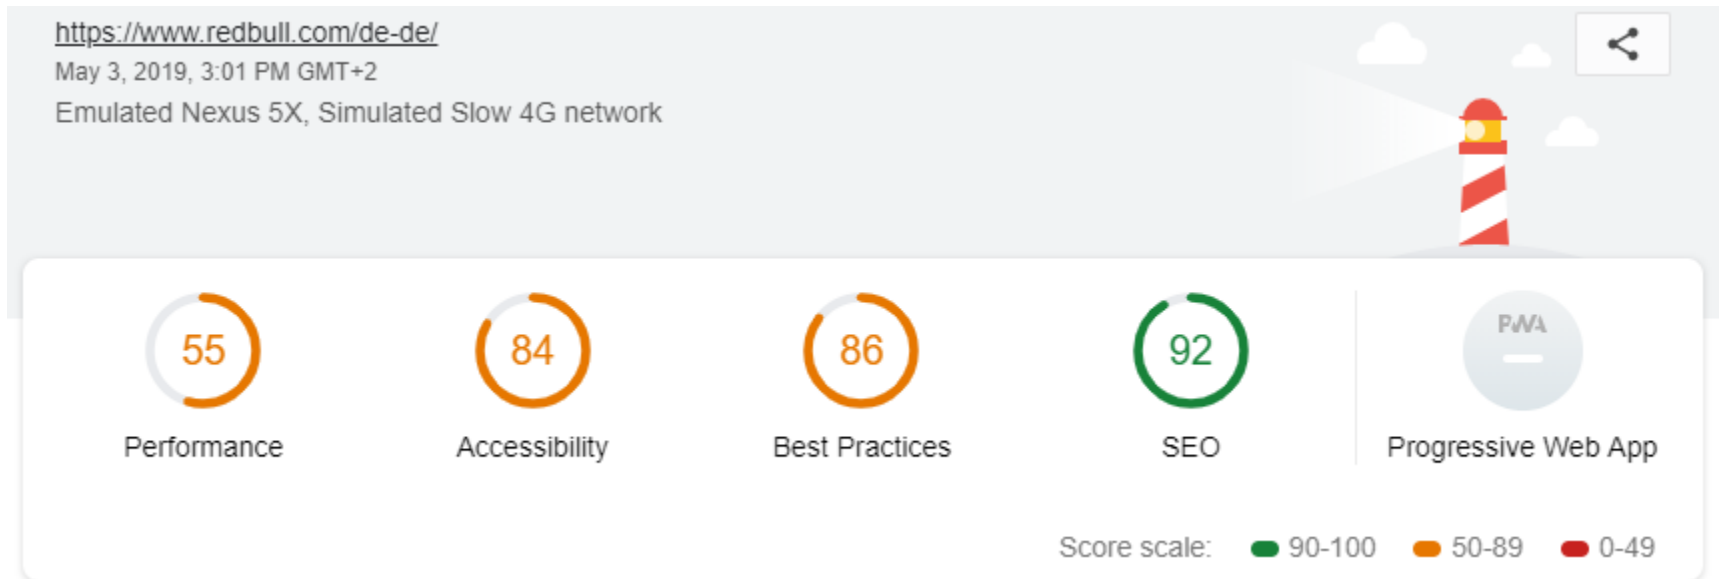 https://www.redbull.com/de-de/
May 3, 2019, 3:01 PM GMT+2
Emulated Nexus 5X, Simulated Slow 4G network
55 84 86 92 PWA
Performance Accessibility Best Practices SEO Progressive Web App
Score scale: 90-100 50-89 0-49